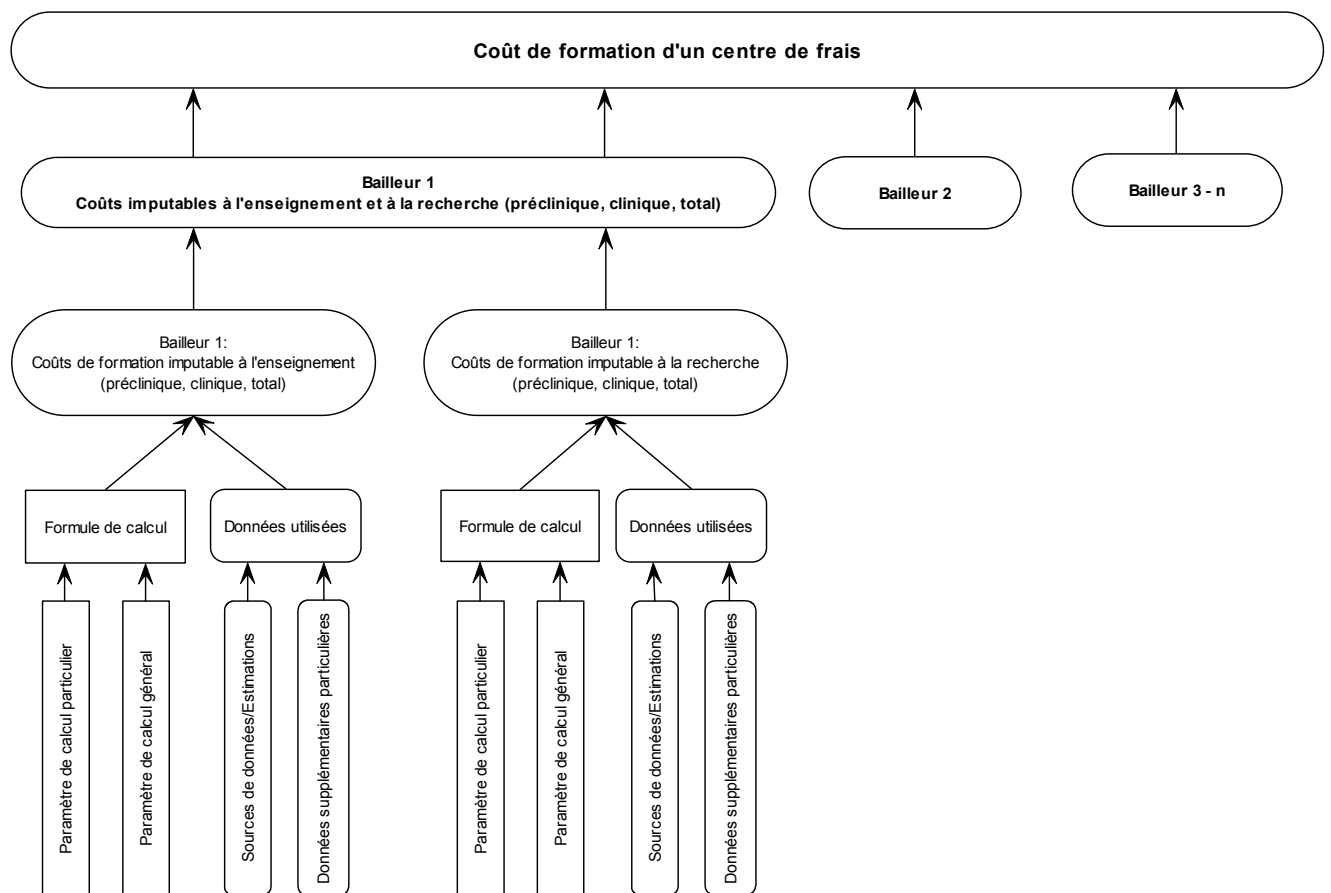 Coût de formation d'un centre de frais
Bailleur 1
Coûts imputables à l'enseignement et à la recherche (préclinique, clinique, total)
Bailleur 2
Bailleur 3 - n
Bailleur 1:
Coûts de formation imputable à l'enseignement
(préclinique, clinique, total)
Bailleur 1:
Coûts de formation imputable à la recherche
(préclinique, clinique, total)
Formule de calcul
Données utilisées
Formule de calcul
Données utilisées
Paramètre de calcul particulier
Paramètre de calcul général
Sources de données/Estimations
Données supplémentaires particulières
Paramètre de calcul particulier
Paramètre de calcul général
Sources de données/Estimations
Données supplémentaires particulières